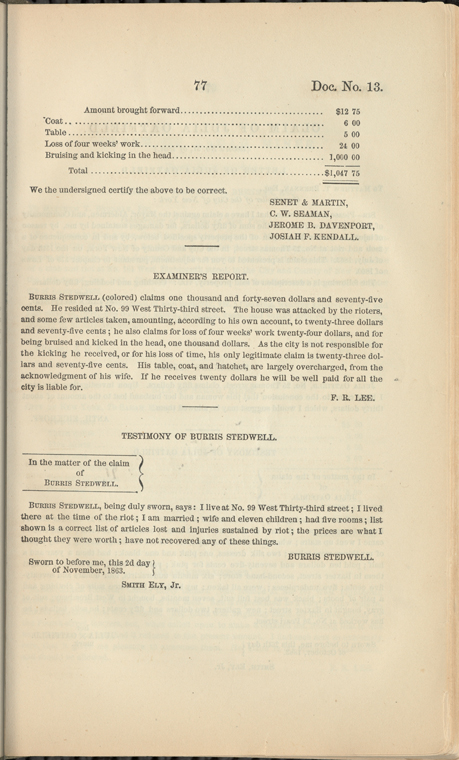 77 Doc. No. 13.
Amount brought forward.................................. $12 75
Coat.......................................................... 6 00
Table......................................................... 5 00
Loss of four weeks' work............................................ 24 00
Bruising and kicking in the head..................................... 1,000 00
Total.......................................................$1,047 75
We the undersigned certify the above to be correct.
SENET & MARTIN,
C. W. SEAMAN,
JEROME B. DAVENPORT,
JOSIAH F. KENDALL.
EXAMINER'S REPORT.
BURRIS STEDWELL (colored) claims one thousand and forty-seven dollars and seventy-five
cents. He resided at No. 99 West Thirty-third street. The house was attacked by the rioters,
and some few articles taken, amounting, according to his own account, to twenty-three dollars
and seventy-five cents; he also claims for loss of four weeks' work twenty-four dollars, and for
being bruised and kicked in the head, one thousand dollars. As the city is not responsible for
the kicking he received, or for his loss of time, his only legitimate claim is twenty-three dol-
lars and seventy-five cents. His table, coat, and hatchet, are largely overcharged, from the
acknowledgment of his wife. If he receives twenty dollars he will be well paid for all the
city is liable for.
F. R. LEE.
TESTIMONY OF BURRIS STEDWELL.
In the matter of the claim
of
BURRIS STEDWELL.
BURRIS STEDWELL, being duly sworn, says: I live at No. 99 West Thirty-third street; I lived
there at the time of the riot; I am married; wife and eleven children; had five rooms; list
shown is a correct list of articles lost and injuries sustained by riot; the prices are what I
thought they were worth; have not recovered any of these things.
BURRIS STEDWELL.
Sworn to before me, this 2d day
of November, 1863.
SMITH ELY, Jr.